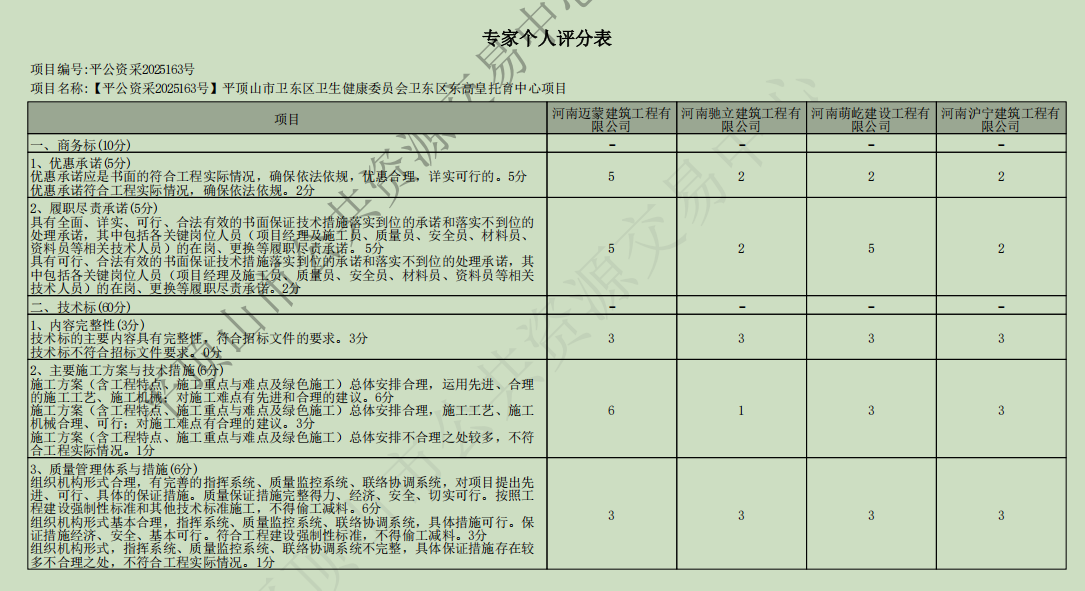 专家个人评分表
项目编号:平公资采2025163号
项目名称:【平公资采2025163号】平顶山市卫东区卫生健康委员会卫东区东高皇托育中心项目
项目
河南迈蒙建筑工程有
限公司
河南驰立建筑工程有
限公司
河南萌屹建设工程有
限公司
河南沪宁建筑工程有
限公司
一、商务标(10分)
- - - -
1、优惠承诺(5分)
优惠承诺应是书面的符合工程实际情况，确保依法依规，优惠合理，详实可行的。5分
优惠承诺符合工程实际情况，确保依法依规。2分
5 2 2 2
2、履职尽责承诺(5分)
具有全面、详实、可行、合法有效的书面保证技术措施落实到位的承诺和落实不到位的
处理承诺，其中包括各关键岗位人员（项目经理及施工员、质量员、安全员、材料员、
资料员等相关技术人员）的在岗、更换等履职尽责承诺。5分
具有可行、合法有效的书面保证技术措施落实到位的承诺和落实不到位的处理承诺，其
中包括各关键岗位人员（项目经理及施工员、质量员、安全员、材料员、资料员等相关
技术人员）的在岗、更换等履职尽责承诺。2分
5 2 5 2
二、技术标(60分)
- - - -
1、内容完整性(3分)
技术标的主要内容具有完整性，符合招标文件的要求。3分
技术标不符合招标文件要求。0分
3 3 3 3
2、主要施工方案与技术措施(6分)
施工方案（含工程特点、施工重点与难点及绿色施工）总体安排合理，运用先进、合理
的施工工艺、施工机械；对施工难点有先进和合理的建议。6分
施工方案（含工程特点、施工重点与难点及绿色施工）总体安排合理，施工工艺、施工
机械合理、可行；对施工难点有合理的建议。3分
施工方案（含工程特点、施工重点与难点及绿色施工）总体安排不合理之处较多，不符
合工程实际情况。1分
6 1 3 3
3、质量管理体系与措施(6分)
组织机构形式合理，有完善的指挥系统、质量监控系统、联络协调系统，对项目提出先
进、可行、具体的保证措施。质量保证措施完整得力、经济、安全、切实可行。按照工
程建设强制性标准和其他技术标准施工，不得偷工减料。6分
组织机构形式基本合理，指挥系统、质量监控系统、联络协调系统，具体措施可行。保
证措施经济、安全、基本可行。符合工程建设强制性标准，不得偷工减料。3分
组织机构形式，指挥系统、质量监控系统、联络协调系统不完整，具体保证措施存在较
多不合理之处，不符合工程实际情况。1分
3 3 3 3
平顶山市公共资源交易中心
平顶山市公共资源交易中心